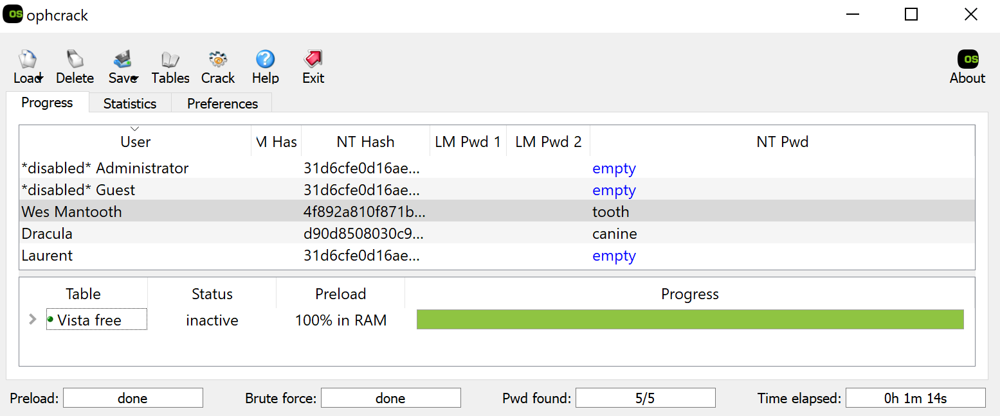 OS ophcrack
Load Delete Save Tables Crack Help Exit OS About
Progress Statistics Preferences
User M Has NT Hash LM Pwd 1 LM Pwd 2 NT Pwd
*disabled* Administrator 31d6cfe0d16ae... empty
*disabled* Guest 31d6cfe0d16ae... empty
Wes Mantooth 4f892a810f871b... tooth
Dracula d90d8508030c9... canine
Laurent 31d6cfe0d16ae... empty
Table Status Preload Progress
Vista free inactive 100% in RAM
Preload: done Brute force: done Pwd found: 5/5 Time elapsed: 0h 1m 14s